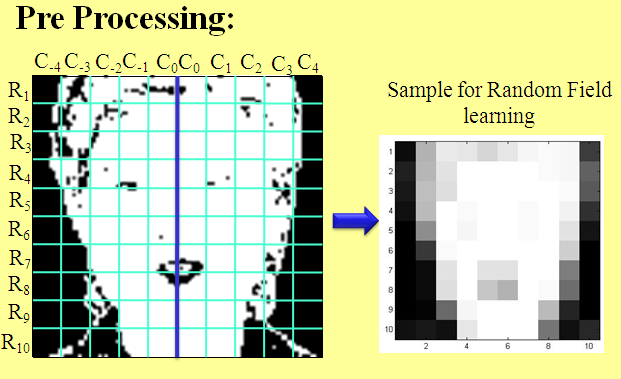 Pre Processing:
C-4 C-3 C-2 C-1 C0 C0 C1 C2 C3 C4
R1
R2
R3
R4
R5
R6
R7
R8
R9
R10
Sample for Random Field
learning
1
2
3
4
5
6
7
8
9
10
2 4 6 8 10